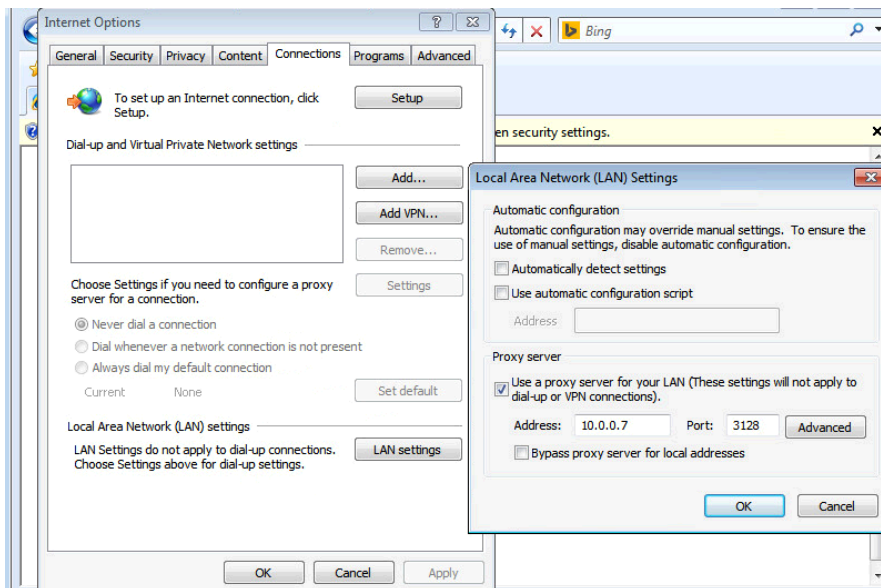 Internet Options
Bing
General Security Privacy Content Connections Programs Advanced
To set up an Internet connection, click
Setup.
Setup
en security settings.
Dial-up and Virtual Private Network settings
Add...
Add VPN...
Remove...
Choose Settings if you need to configure a proxy
server for a connection.
Settings
Never dial a connection
Dial whenever a network connection is not present
Always dial my default connection
Current None
Set default
Local Area Network (LAN) settings
LAN Settings do not apply to dial-up connections.
Choose Settings above for dial-up settings.
LAN settings
OK Cancel Apply
Local Area Network (LAN) Settings
Automatic configuration
Automatic configuration may override manual settings. To ensure the
use of manual settings, disable automatic configuration.
Automatically detect settings
Use automatic configuration script
Address
Proxy server
Use a proxy server for your LAN (These settings will not apply to
dial-up or VPN connections).
Address: 10.0.0.7 Port: 3128 Advanced
Bypass proxy server for local addresses
OK Cancel